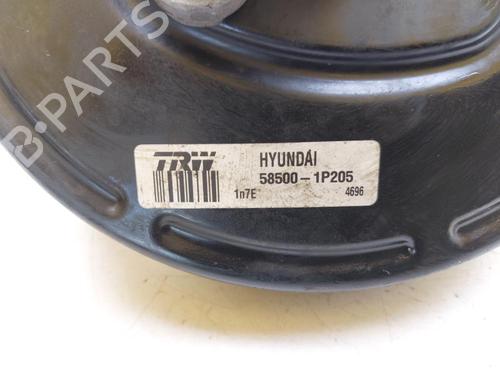 B-PARTS
TRW
HYUNDAI
58500-1P205
1n7E
4696